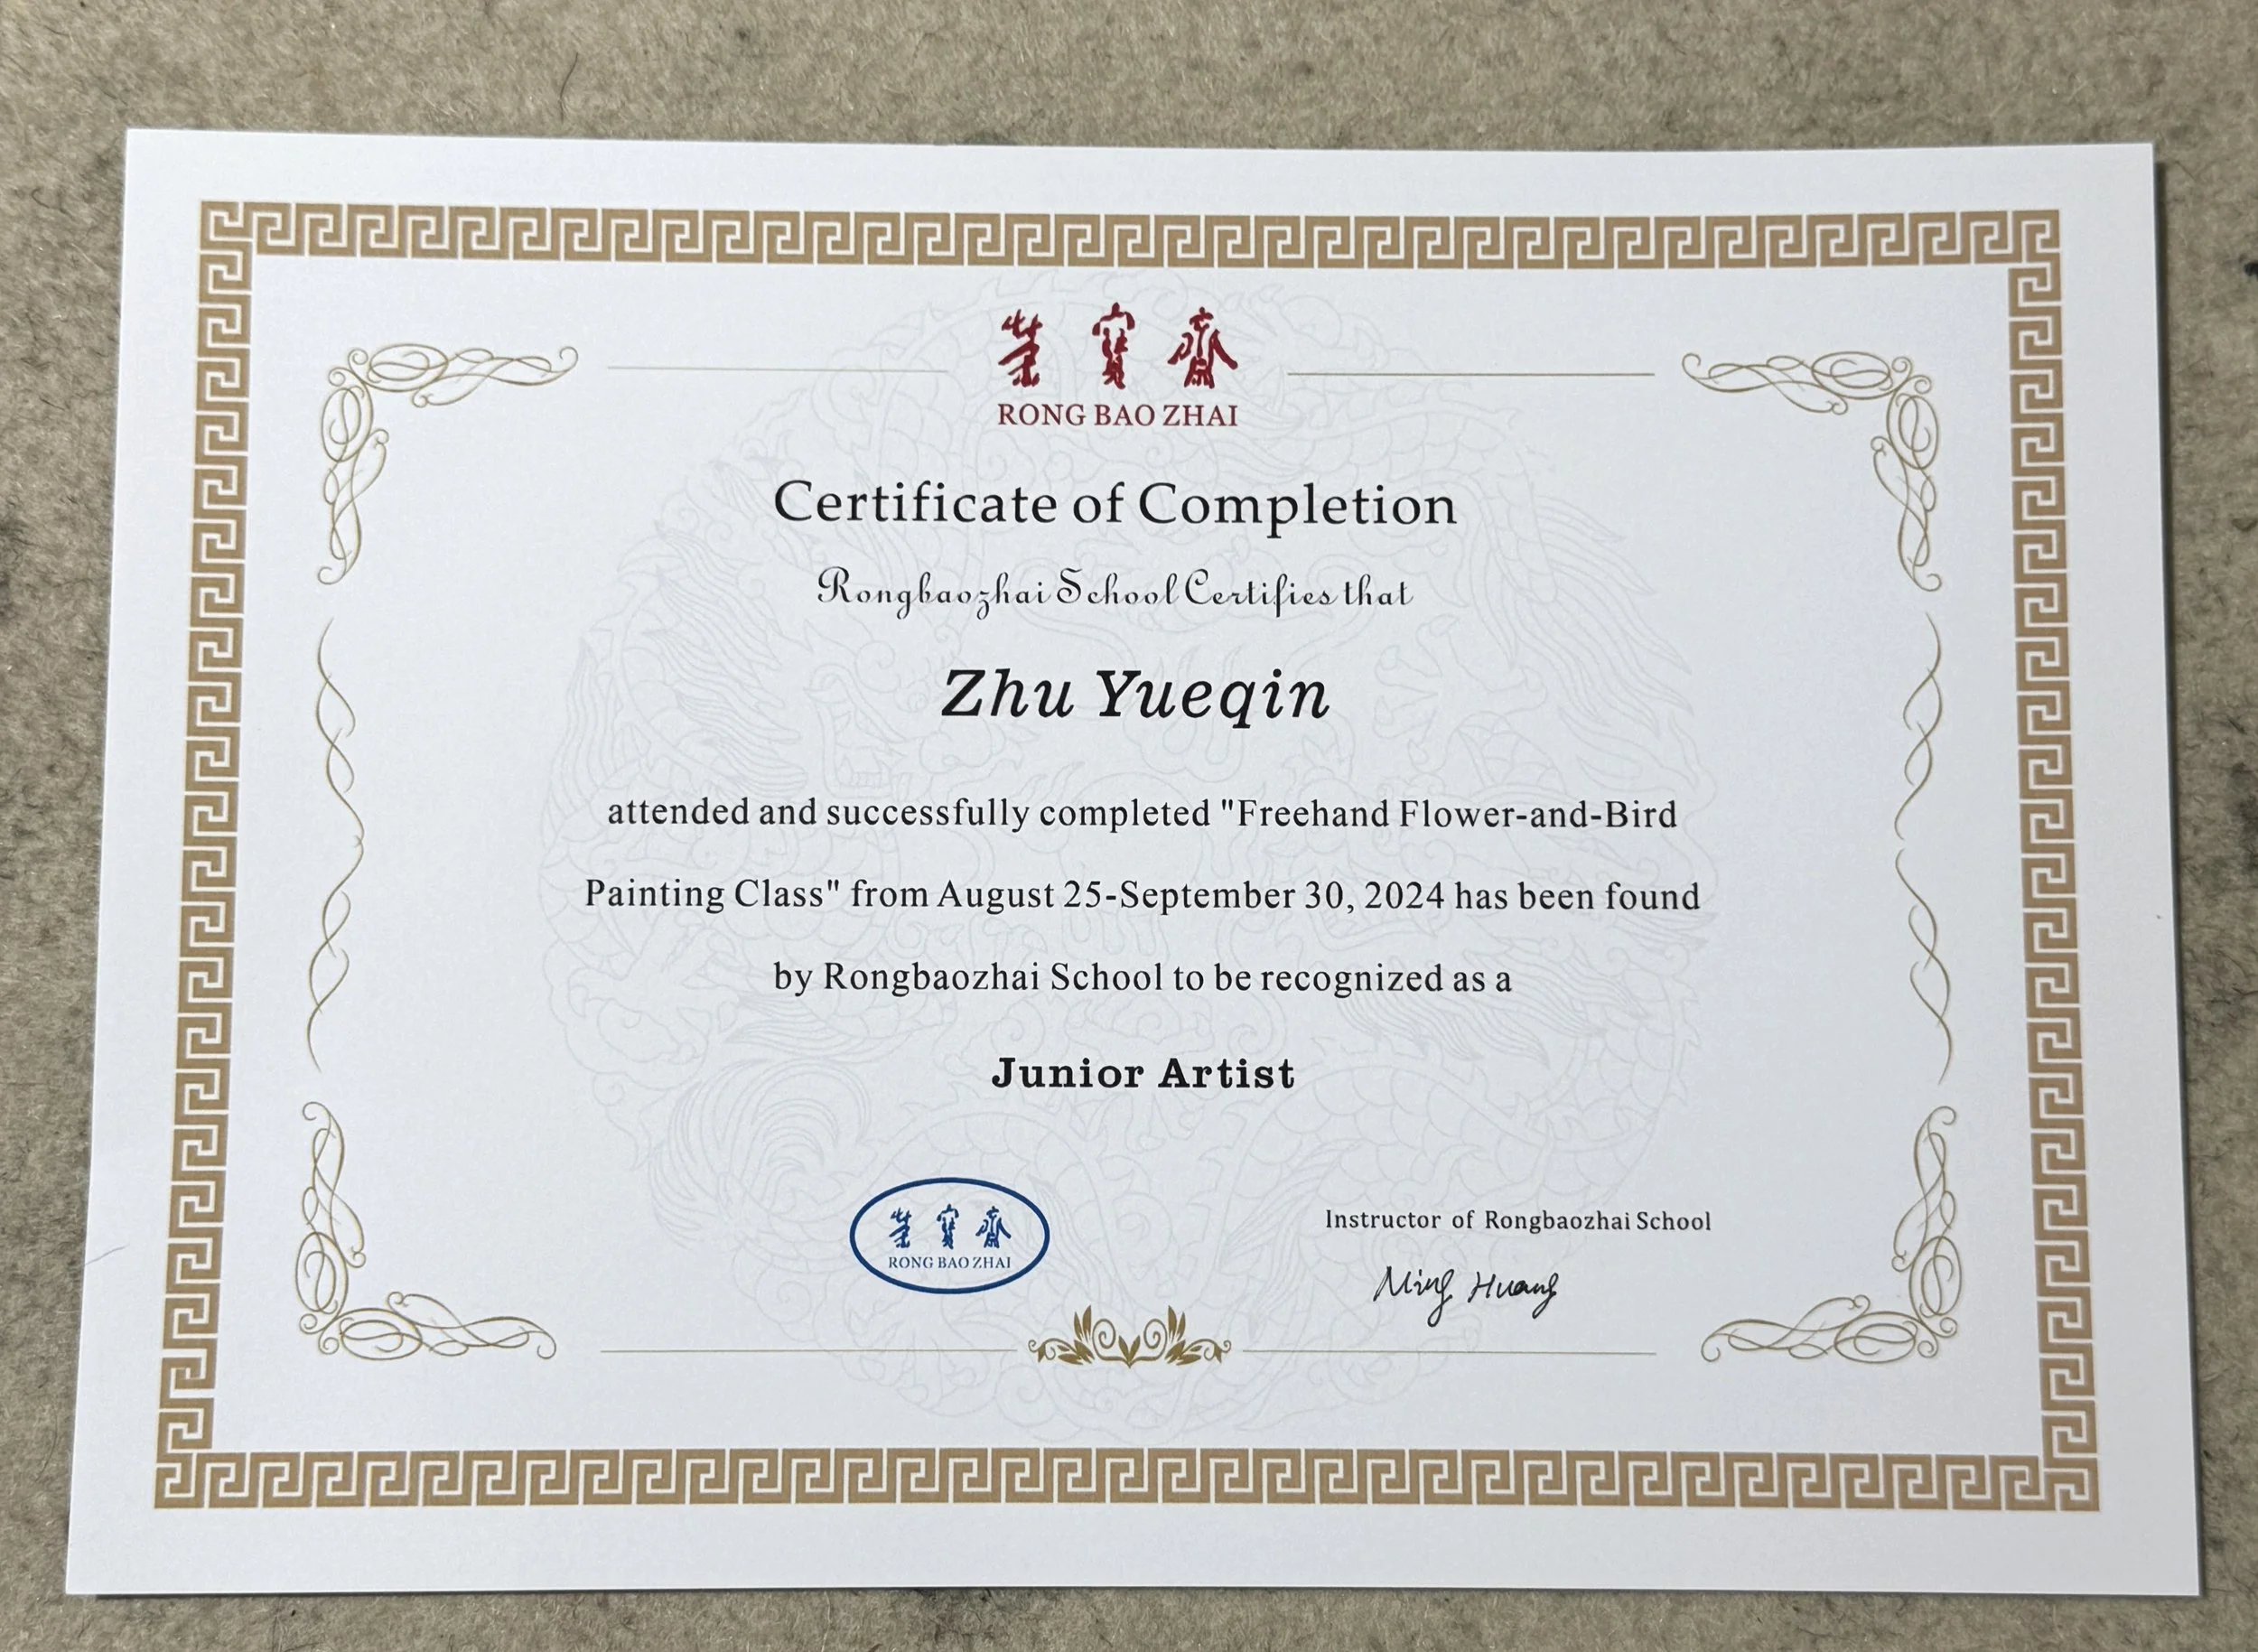 榮寶齋
RONG BAO ZHAI
Certificate of Completion
Rongbaozhai School Certifies that
Zhu Yueqin
attended and successfully completed "Freehand Flower-and-Bird
Painting Class" from August 25-September 30, 2024 has been found
by Rongbaozhai School to be recognized as a
Junior Artist
榮寶齋
RONG BAO ZHAI
Instructor of Rongbaozhai School
Ming Huang